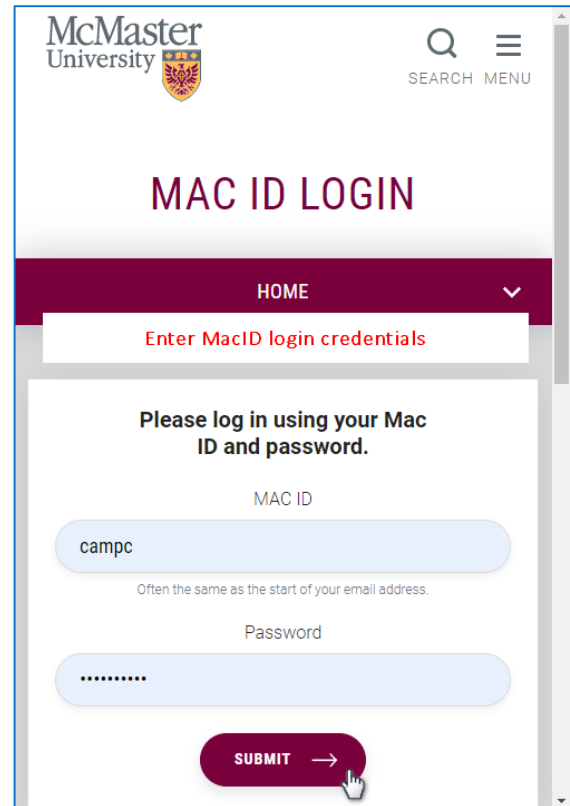 McMaster
University
SEARCH MENU
MAC ID LOGIN
HOME
Enter MacID login credentials
Please log in using your Mac
ID and password.
MAC ID
campc
Often the same as the start of your email address.
Password
••••••••••
SUBMIT →